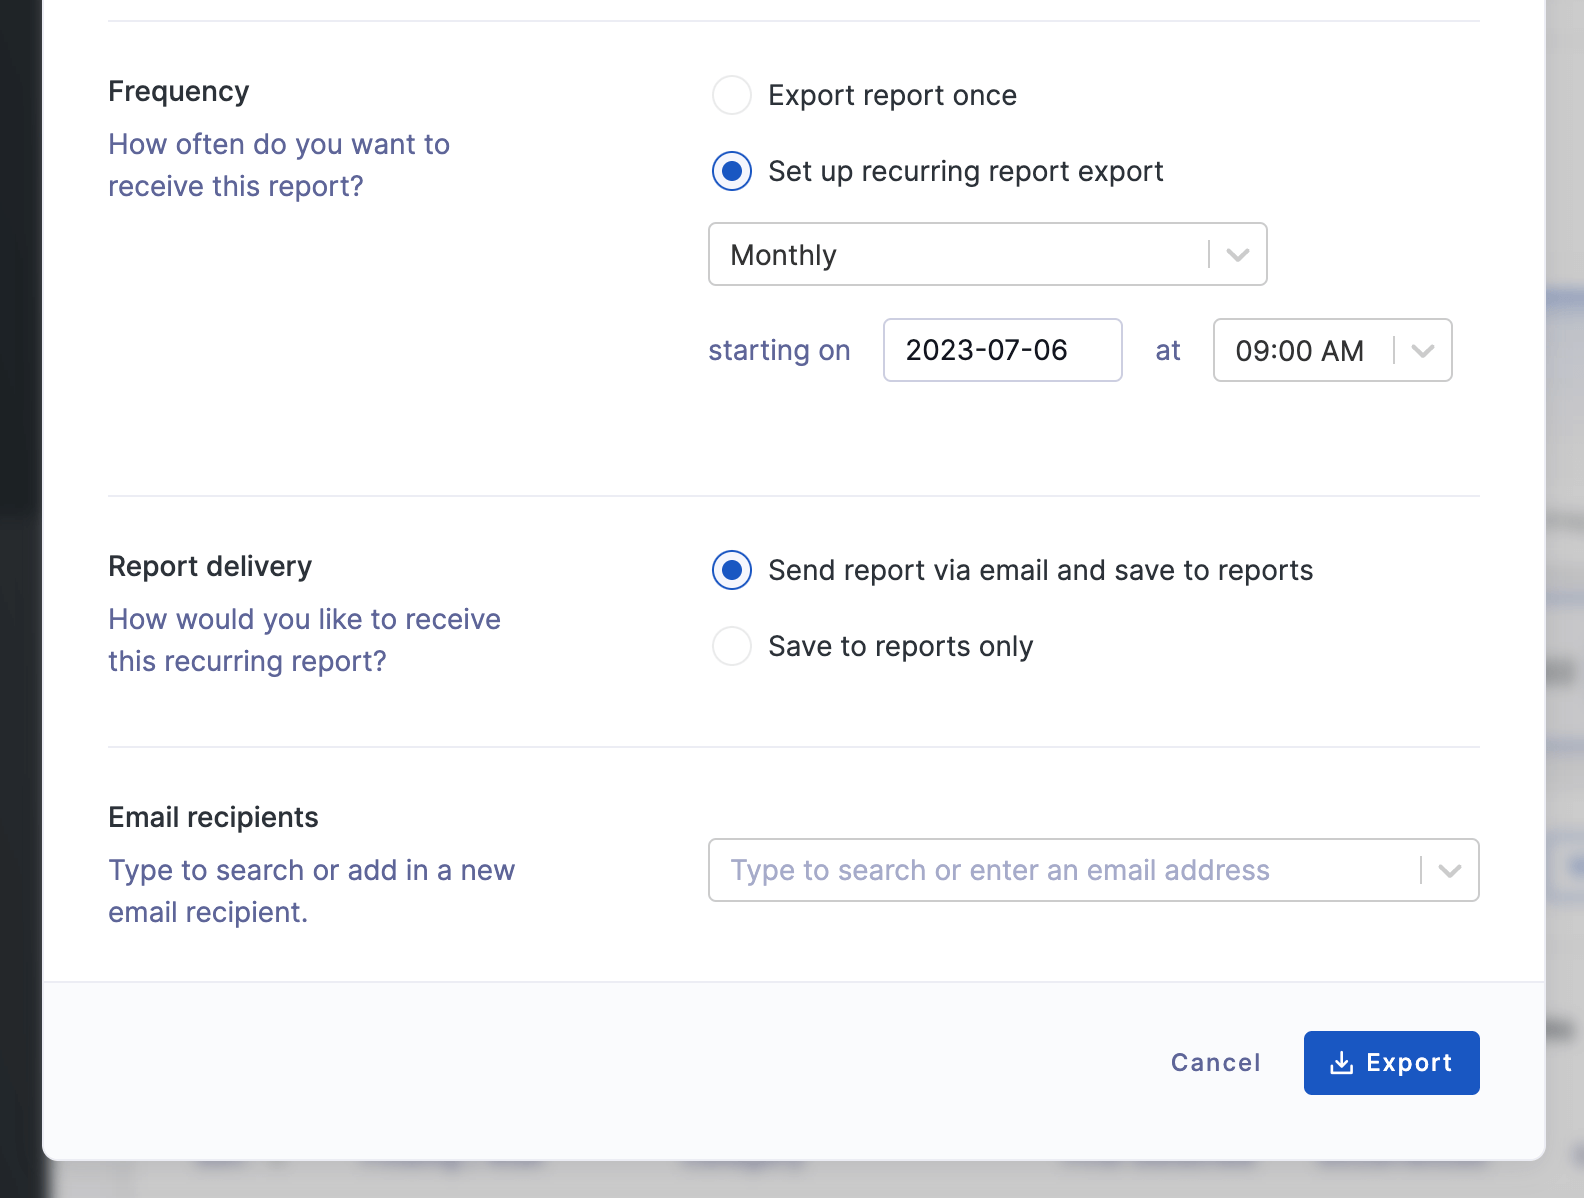 Frequency
How often do you want to
receive this report?
Export report once
Set up recurring report export
Monthly
starting on 2023-07-06 at 09:00 AM
Report delivery
How would you like to receive
this recurring report?
Send report via email and save to reports
Save to reports only
Email recipients
Type to search or add in a new
email recipient.
Type to search or enter an email address
Cancel
Export